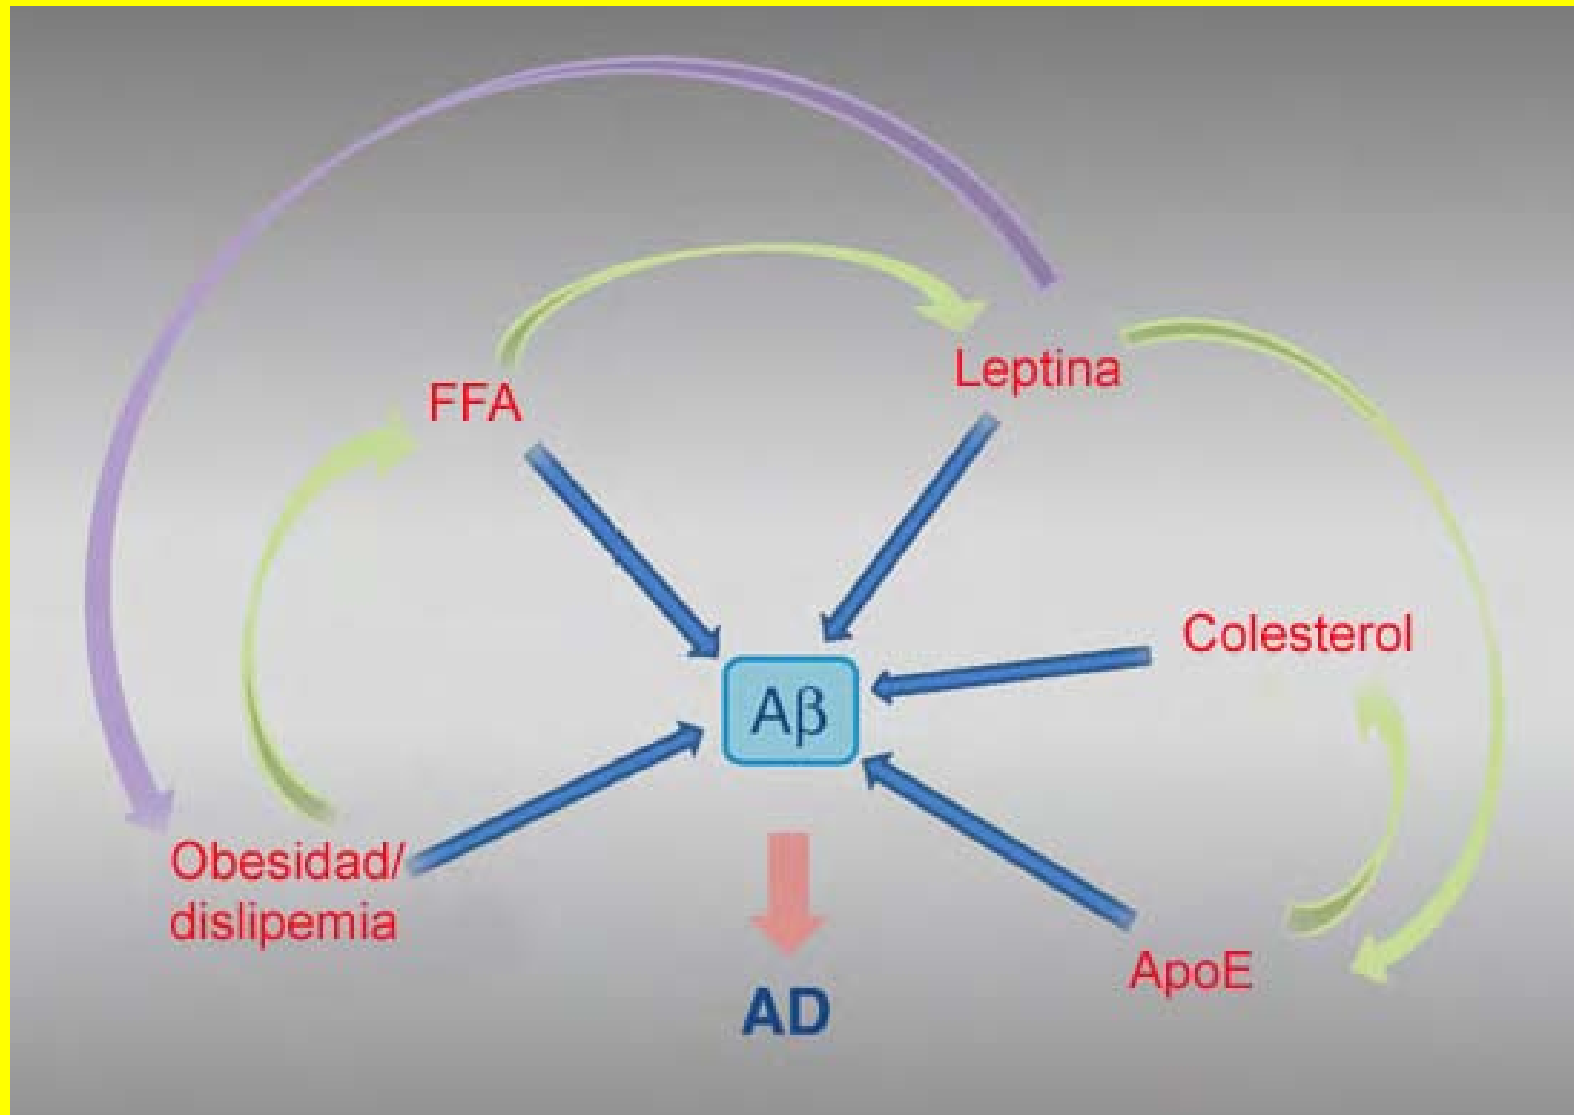 Leptina
FFA
Colesterol
Aβ
Obesidad/
dislipemia
ApoE
AD